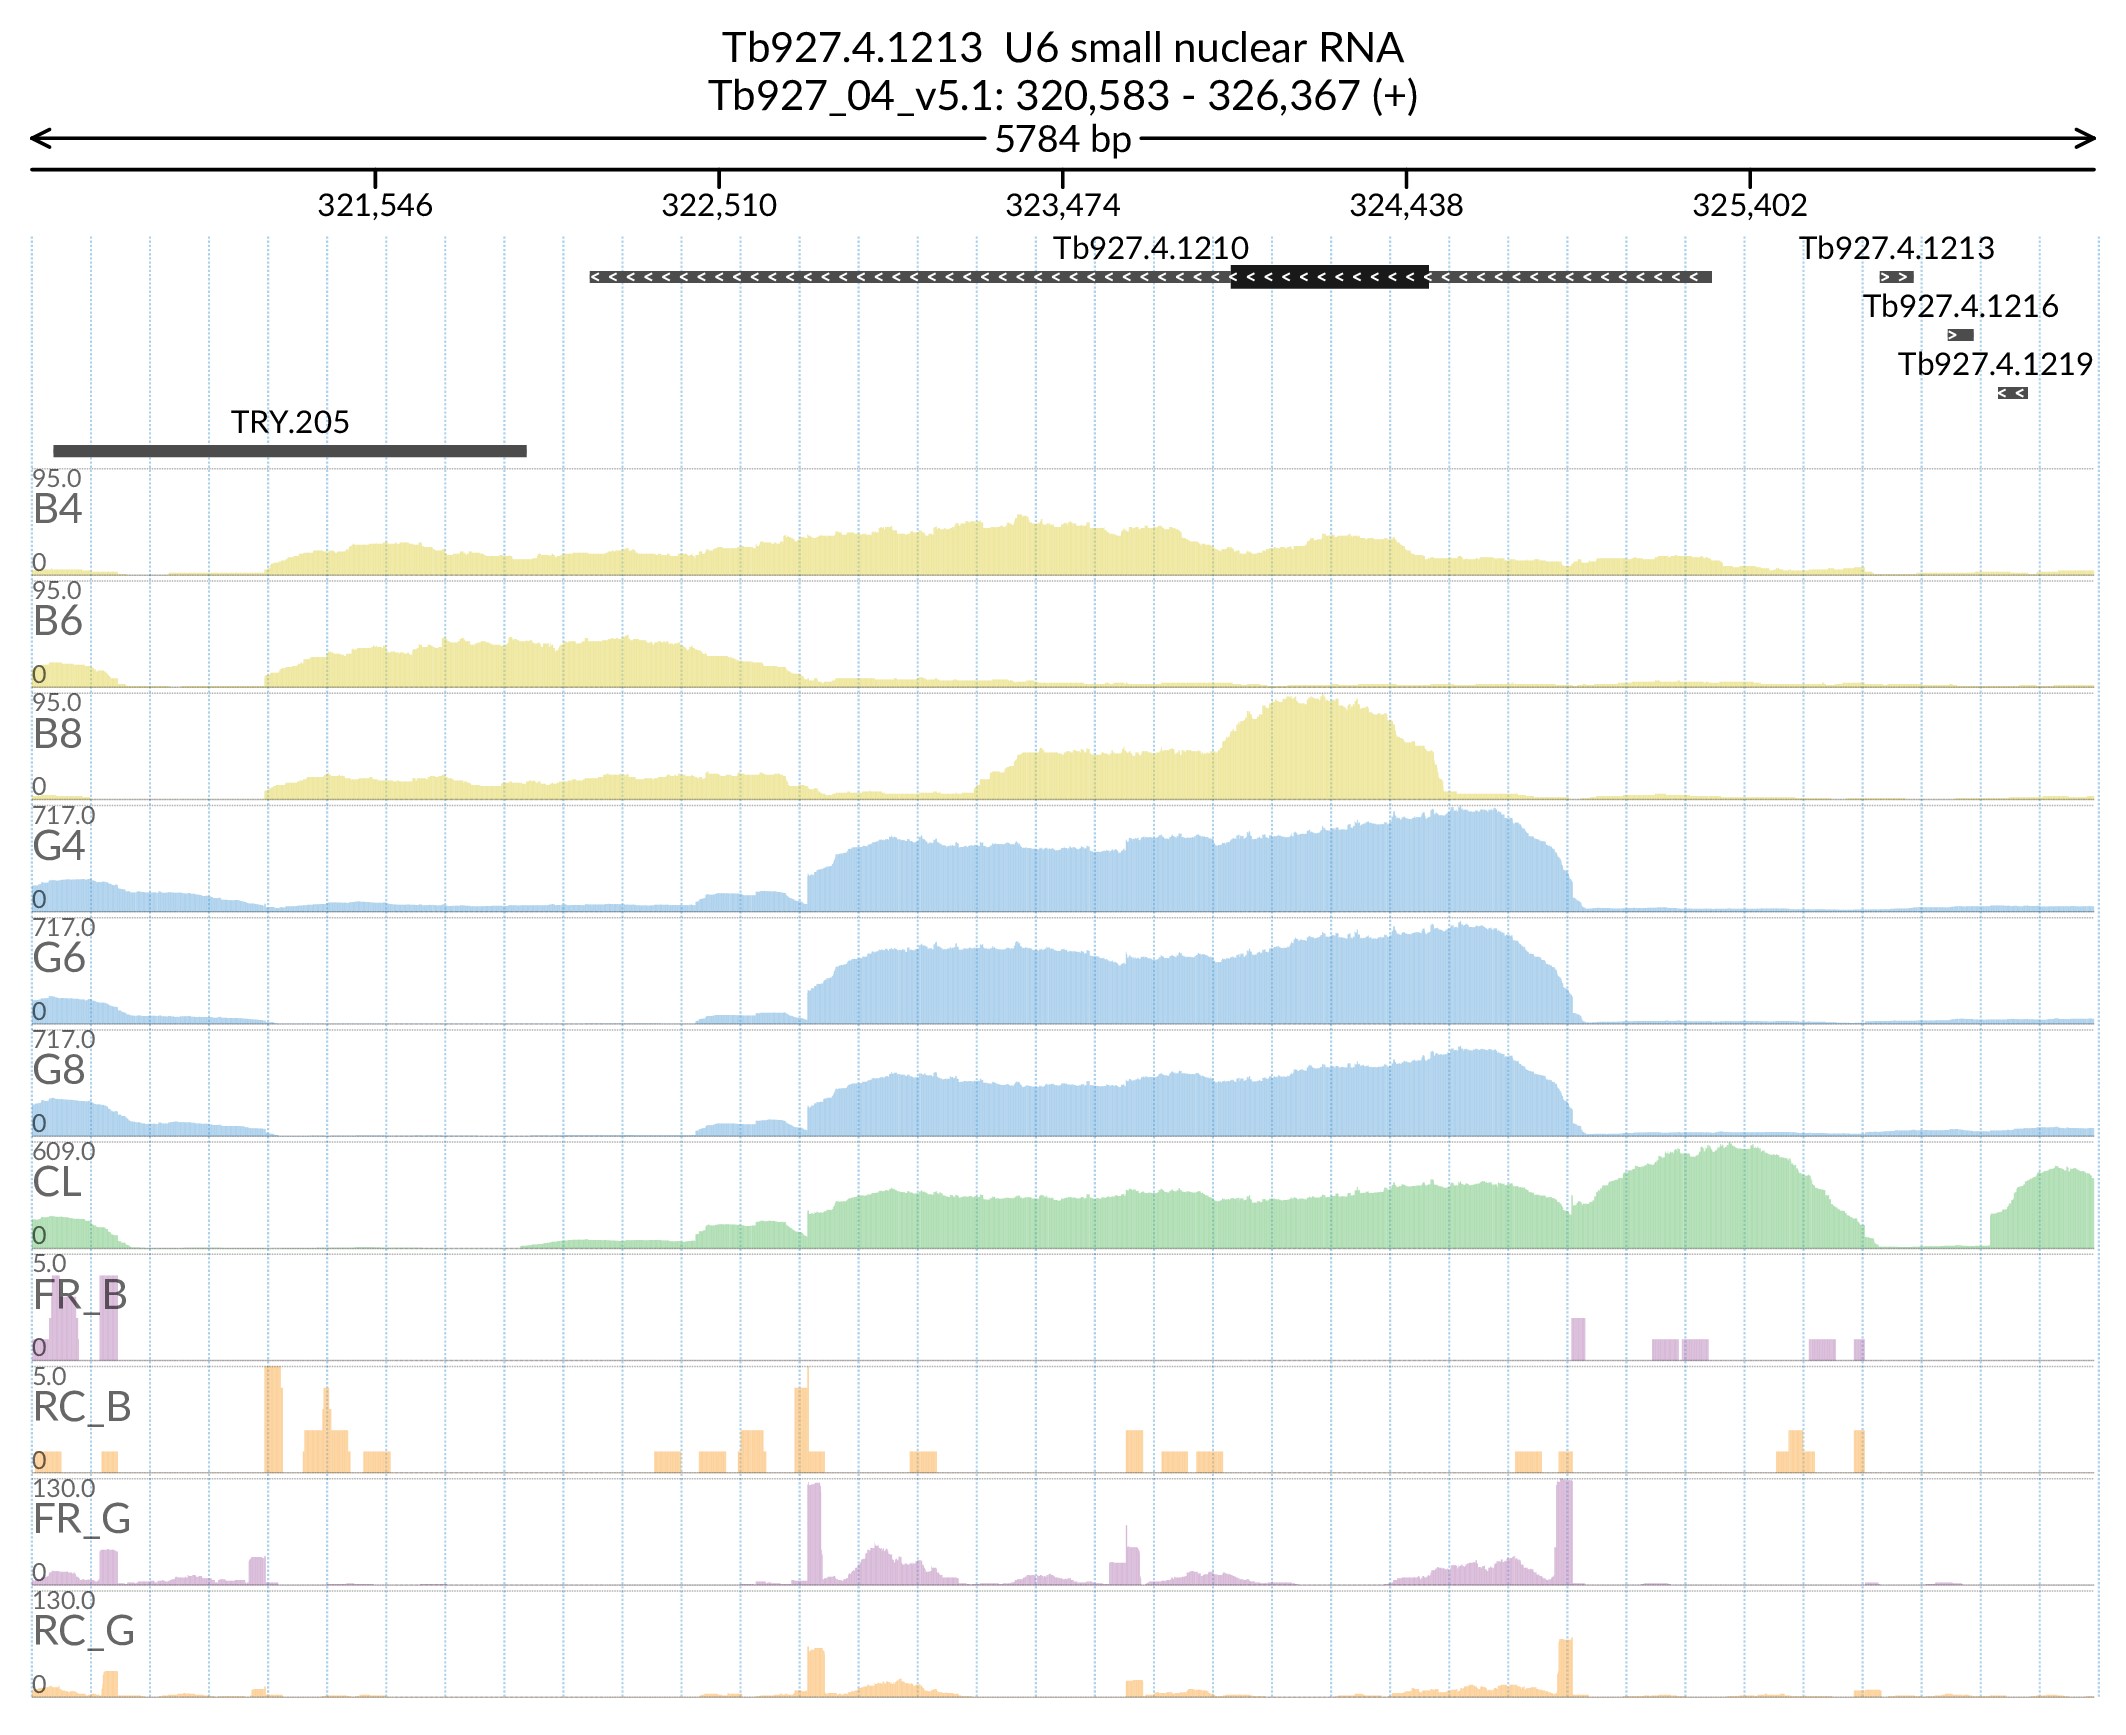 Tb927.4.1213 U6 small nuclear RNA
Tb927_04_v5.1: 320,583 - 326,367 (+)
5784 bp
321,546 322,510 323,474 324,438 325,402
Tb927.4.1210 Tb927.4.1213
Tb927.4.1216
Tb927.4.1219
TRY.205
95.0
B4
0
95.0
B6
0
95.0
B8
0
717.0
G4
0
717.0
G6
0
717.0
G8
0
609.0
CL
0
5.0
FR_B
0
5.0
RC_B
0
130.0
FR_G
0
130.0
RC_G
0